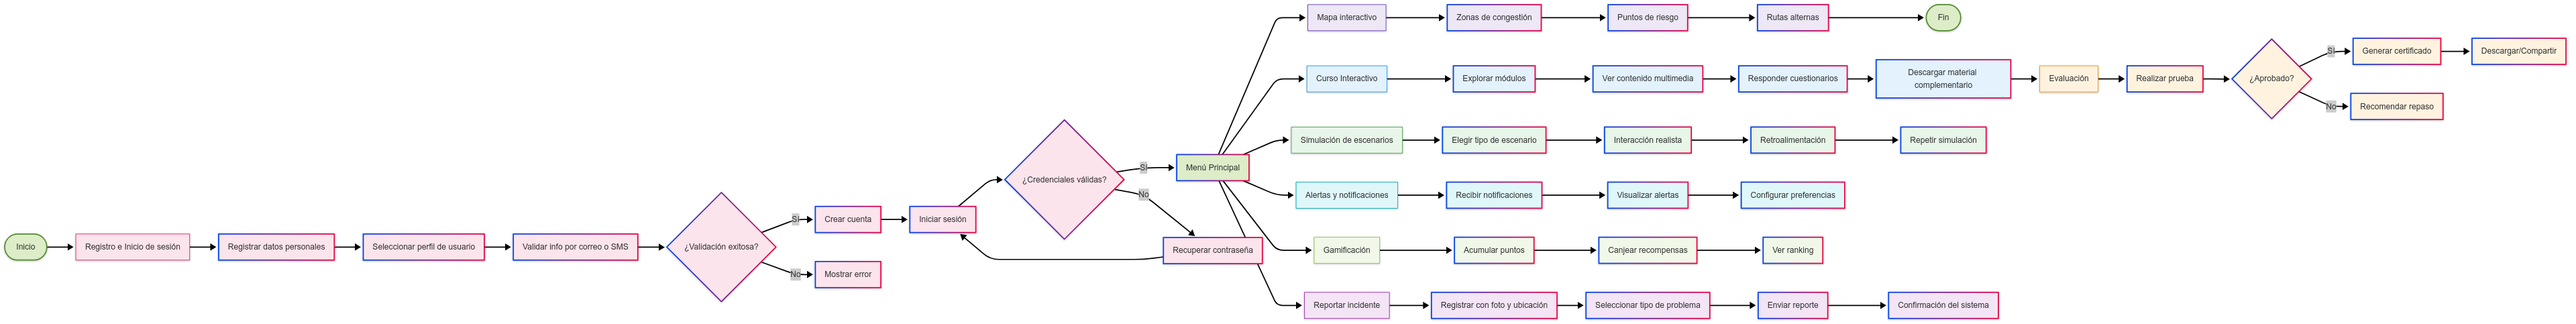 Inicio
Registro e Inicio de sesión
Registrar datos personales
Seleccionar perfil de usuario
Validar info por correo o SMS
¿Validación exitosa?
Sí
Crear cuenta
No
Mostrar error
Iniciar sesión
¿Credenciales válidas?
Sí
No
Recuperar contraseña
Menú Principal
Mapa interactivo
Zonas de congestión
Puntos de riesgo
Rutas alternas
Fin
Curso Interactivo
Explorar módulos
Ver contenido multimedia
Responder cuestionarios
Descargar material
complementario
Evaluación
Realizar prueba
¿Aprobado?
Sí
Generar certificado
Descargar/Compartir
No
Recomendar repaso
Simulación de escenarios
Elegir tipo de escenario
Interacción realista
Retroalimentación
Repetir simulación
Alertas y notificaciones
Recibir notificaciones
Visualizar alertas
Configurar preferencias
Gamificación
Acumular puntos
Canjear recompensas
Ver ranking
Reportar incidente
Registrar con foto y ubicación
Seleccionar tipo de problema
Enviar reporte
Confirmación del sistema